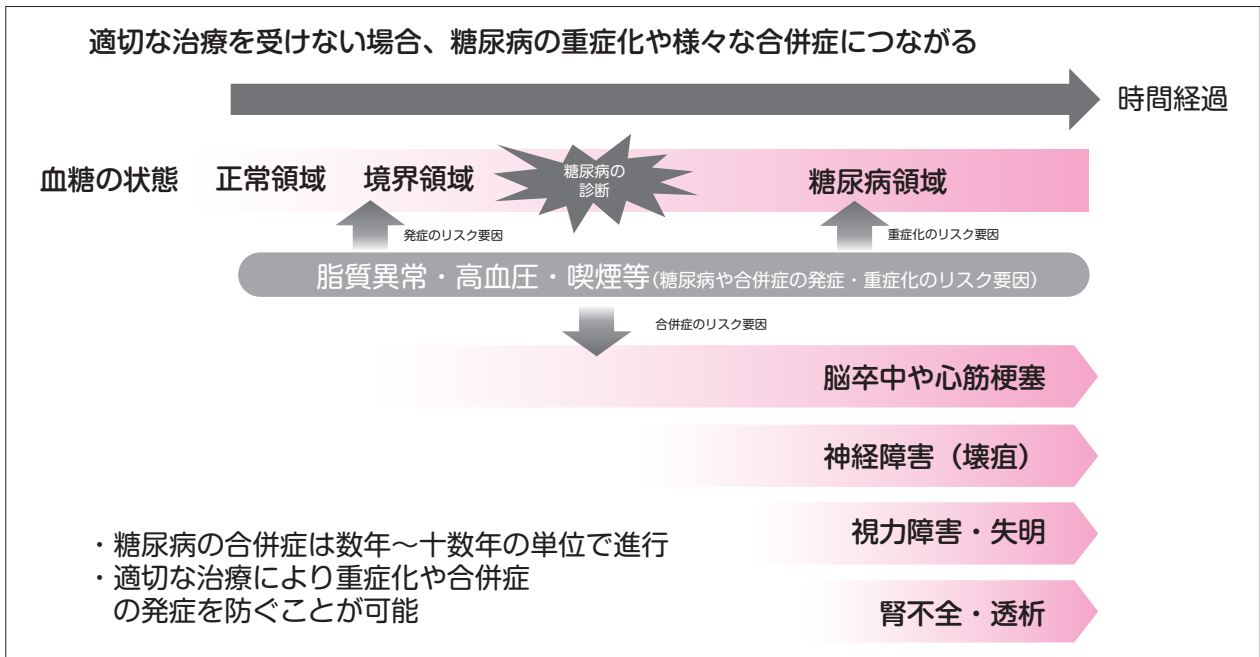 適切な治療を受けない場合、糖尿病の重症化や様々な合併症につながる
時間経過
血糖の状態
正常領域
境界領域
糖尿病の
診断
糖尿病領域
発症のリスク要因
重症化のリスク要因
脂質異常・高血圧・喫煙等(糖尿病や合併症の発症・重症化のリスク要因)
合併症のリスク要因
脳卒中や心筋梗塞
神経障害（壊疽）
視力障害・失明
腎不全・透析
・糖尿病の合併症は数年～十数年の単位で進行
・適切な治療により重症化や合併症
の発症を防ぐことが可能